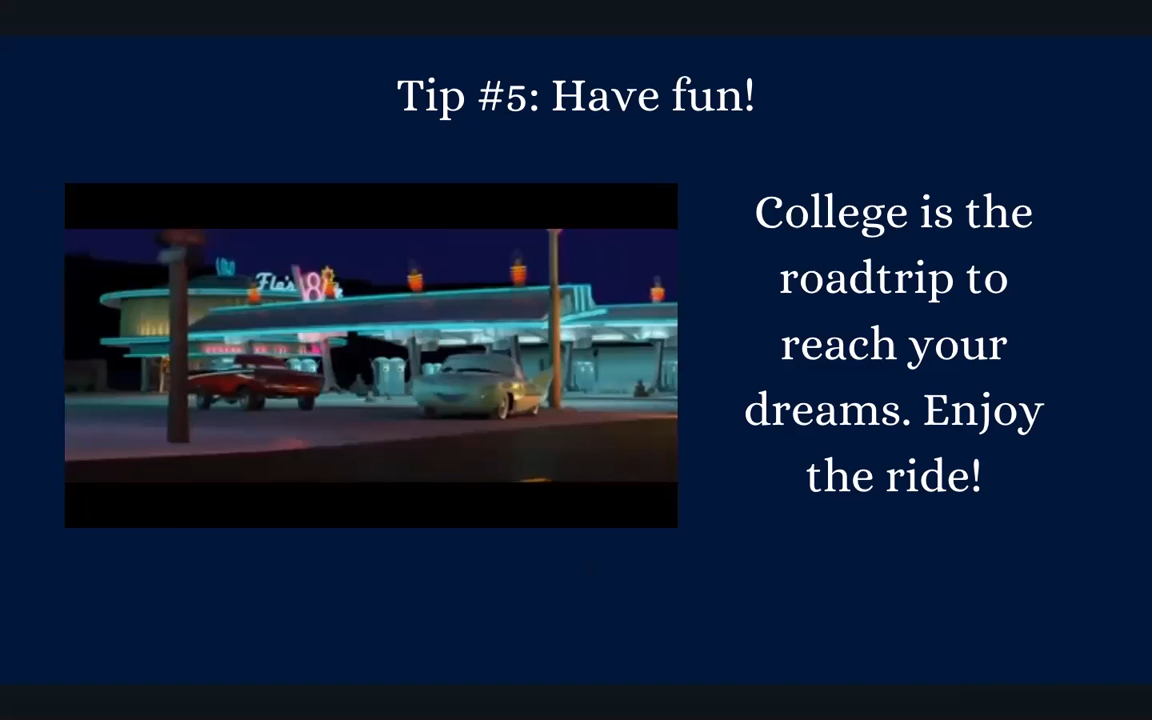 Tip #5: Have fun!
Flo's V8
College is the
roadtrip to
reach your
dreams. Enjoy
the ride!